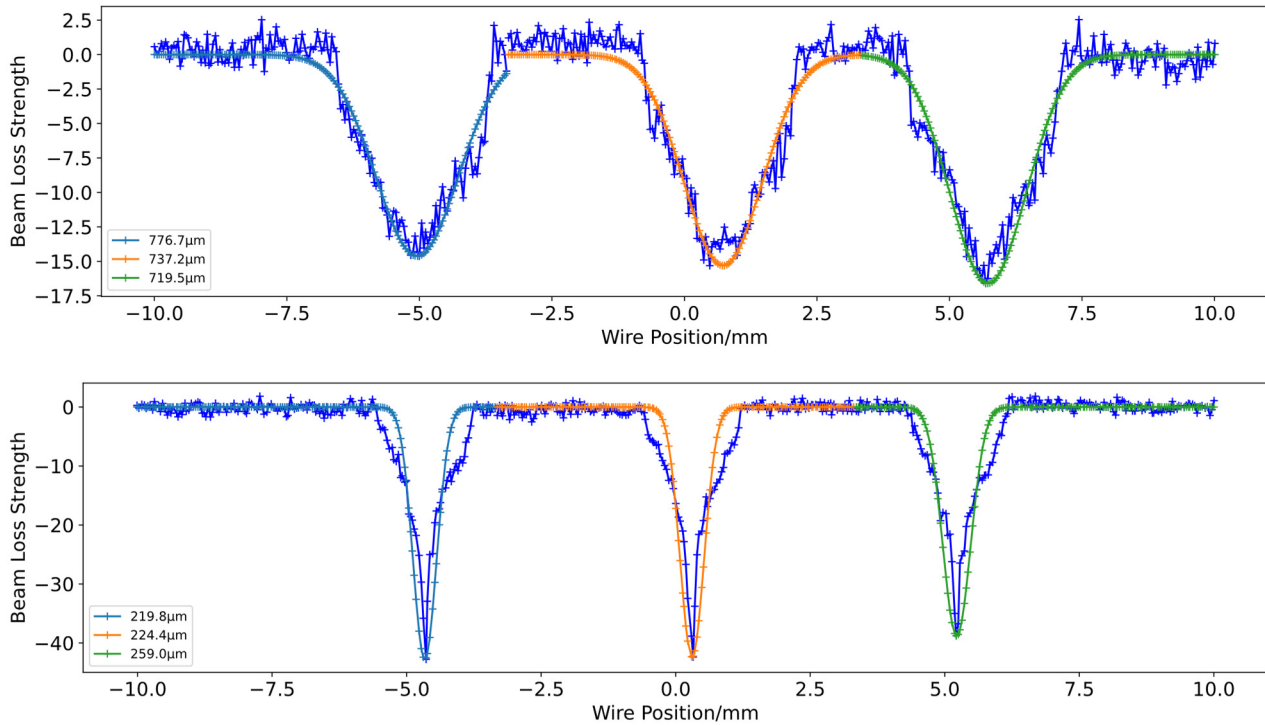 2.5
0.0
−2.5
−5.0
−7.5
−10.0
−12.5
−15.0
−17.5
Beam Loss Strength
776.7μm
737.2μm
719.5μm
−10.0 −7.5 −5.0 −2.5 0.0 2.5 5.0 7.5 10.0
Wire Position/mm
0
−10
−20
−30
−40
Beam Loss Strength
219.8μm
224.4μm
259.0μm
−10.0 −7.5 −5.0 −2.5 0.0 2.5 5.0 7.5 10.0
Wire Position/mm